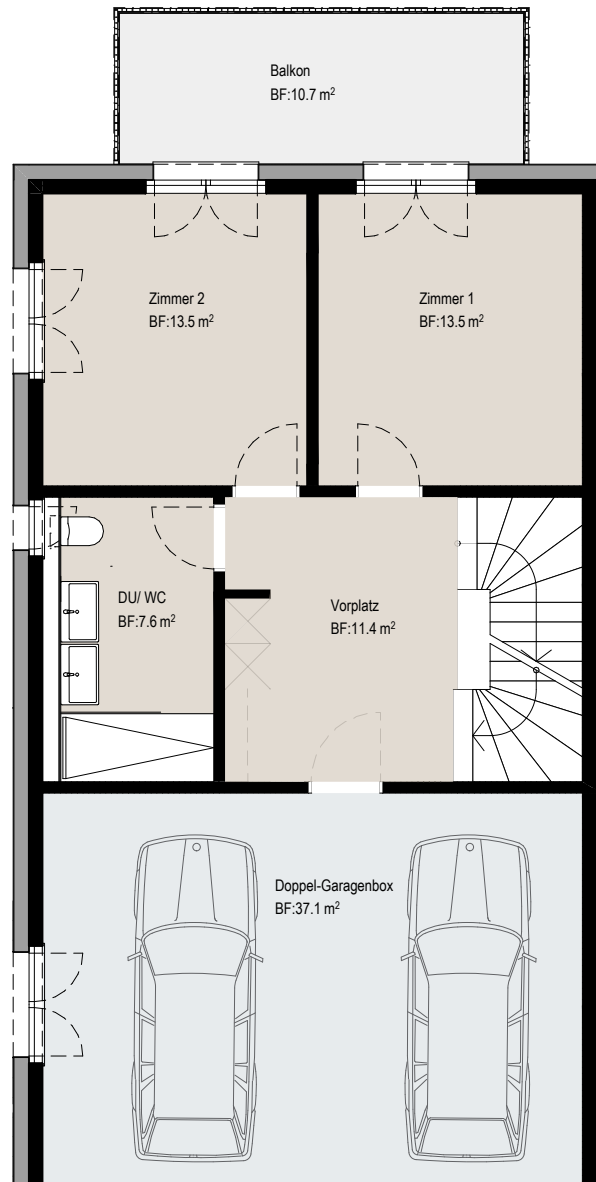 Balkon
BF:10.7 m²
Zimmer 2
BF:13.5 m²
Zimmer 1
BF:13.5 m²
DU/ WC
BF:7.6 m²
Vorplatz
BF:11.4 m²
Doppel-Garagenbox
BF:37.1 m²